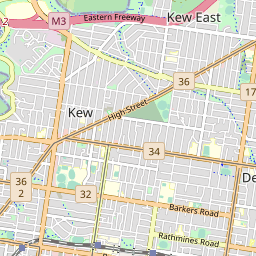 M3
Eastern Freeway
Kew East
2
36
17
High Street
Kew
34
De
36
2
32
Barkers Road
Rathmines Road